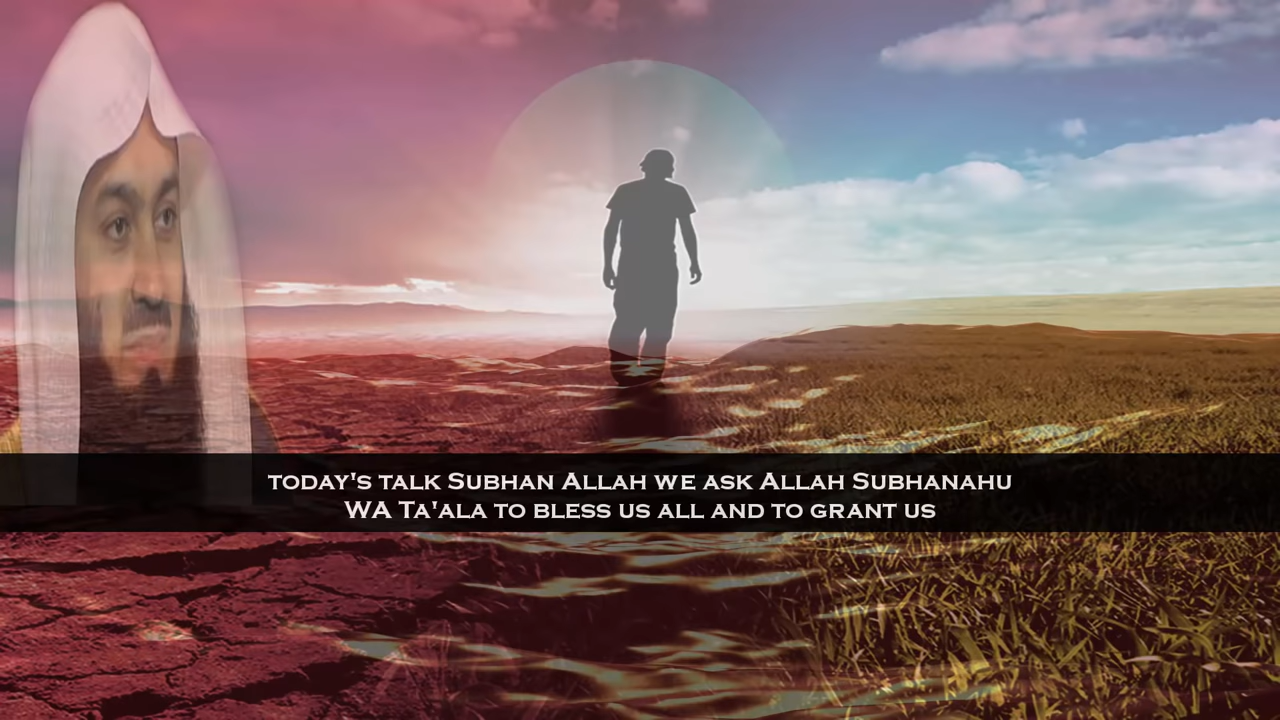 TODAY'S TALK SUBHAN ALLAH WE ASK ALLAH SUBHANAHU
WA TA'ALA TO BLESS US ALL AND TO GRANT US